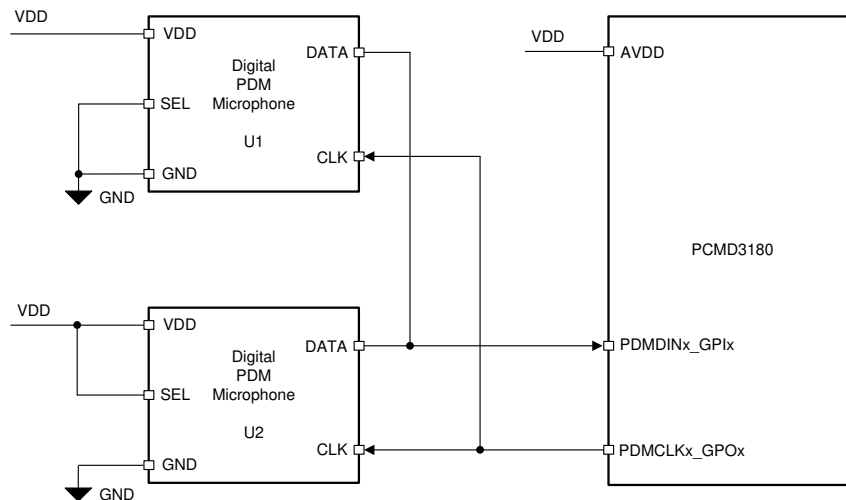 VDD
VDD
SEL
GND
GND
Digital
PDM
Microphone
U1
DATA
CLK
VDD
AVDD
PCMD3180
PDMDINx_GPIx
PDMCLKx_GPOx
VDD
VDD
SEL
GND
GND
Digital
PDM
Microphone
U2
DATA
CLK